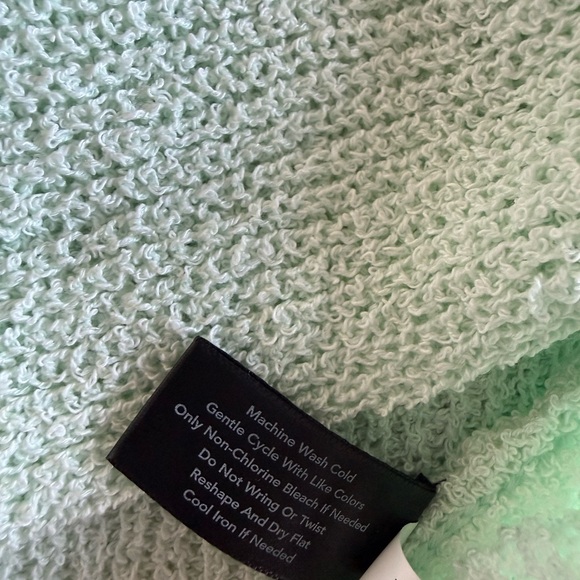 Machine Wash Cold
Gentle Cycle With Like Colors
Only Non-Chlorine Bleach If Needed
Do Not Wring Or Twist
Reshape And Dry Flat
Cool Iron If Needed